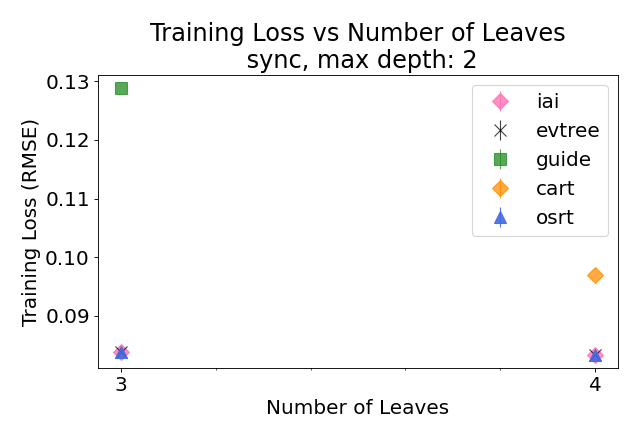 Training Loss vs Number of Leaves
sync, max depth: 2
Training Loss (RMSE)
0.13
0.12
0.11
0.10
0.09
iai
evtree
guide
cart
osrt
3
4
Number of Leaves